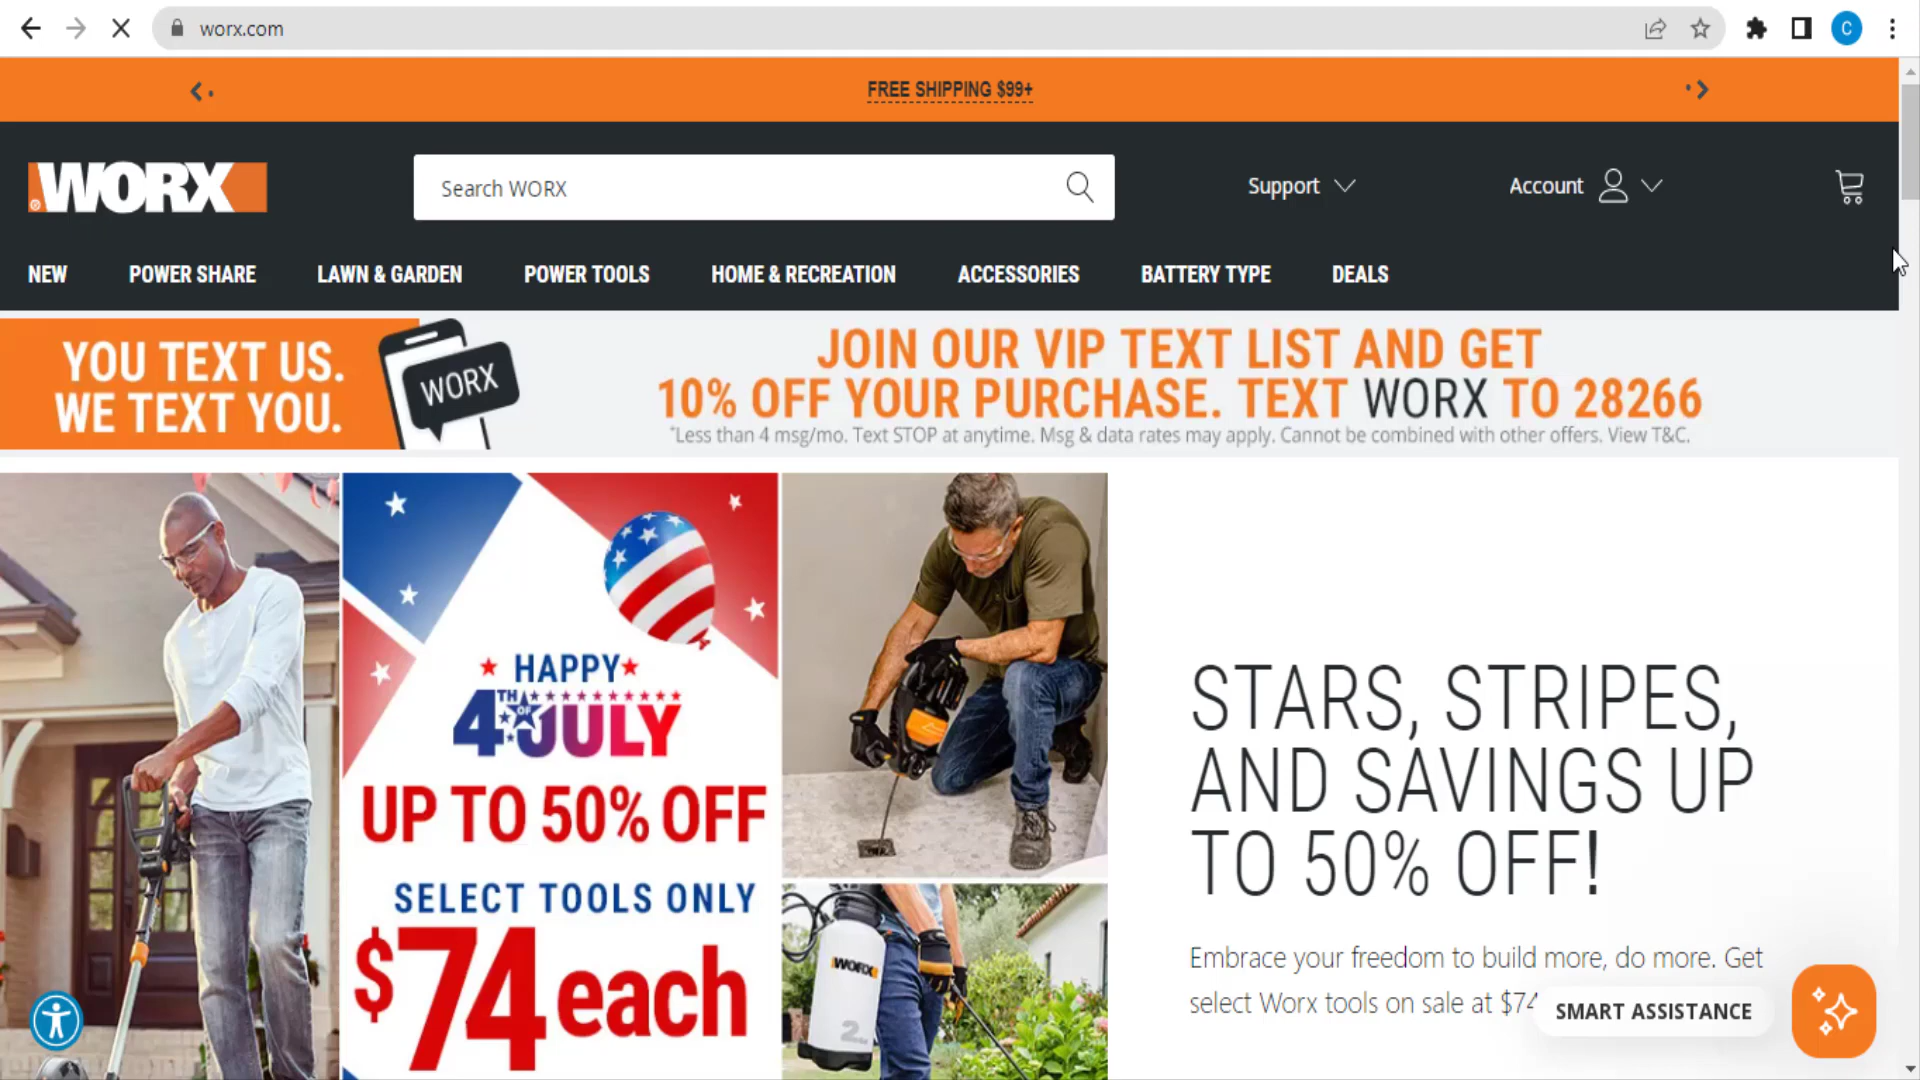 worx.com
C
FREE SHIPPING $99+
WORX
Search WORX
Support
Account
NEW
POWER SHARE
LAWN & GARDEN
POWER TOOLS
HOME & RECREATION
ACCESSORIES
BATTERY TYPE
DEALS
YOU TEXT US.
WE TEXT YOU.
WORX
JOIN OUR VIP TEXT LIST AND GET
10% OFF YOUR PURCHASE. TEXT WORX TO 28266
*Less than 4 msg/mo. Text STOP at anytime. Msg & data rates may apply. Cannot be combined with other offers. View T&C.
HAPPY
4TH OF JULY
UP TO 50% OFF
SELECT TOOLS ONLY
$74 each
WORX
2
STARS, STRIPES,
AND SAVINGS UP
TO 50% OFF!
Embrace your freedom to build more, do more. Get
select Worx tools on sale at $74
SMART ASSISTANCE